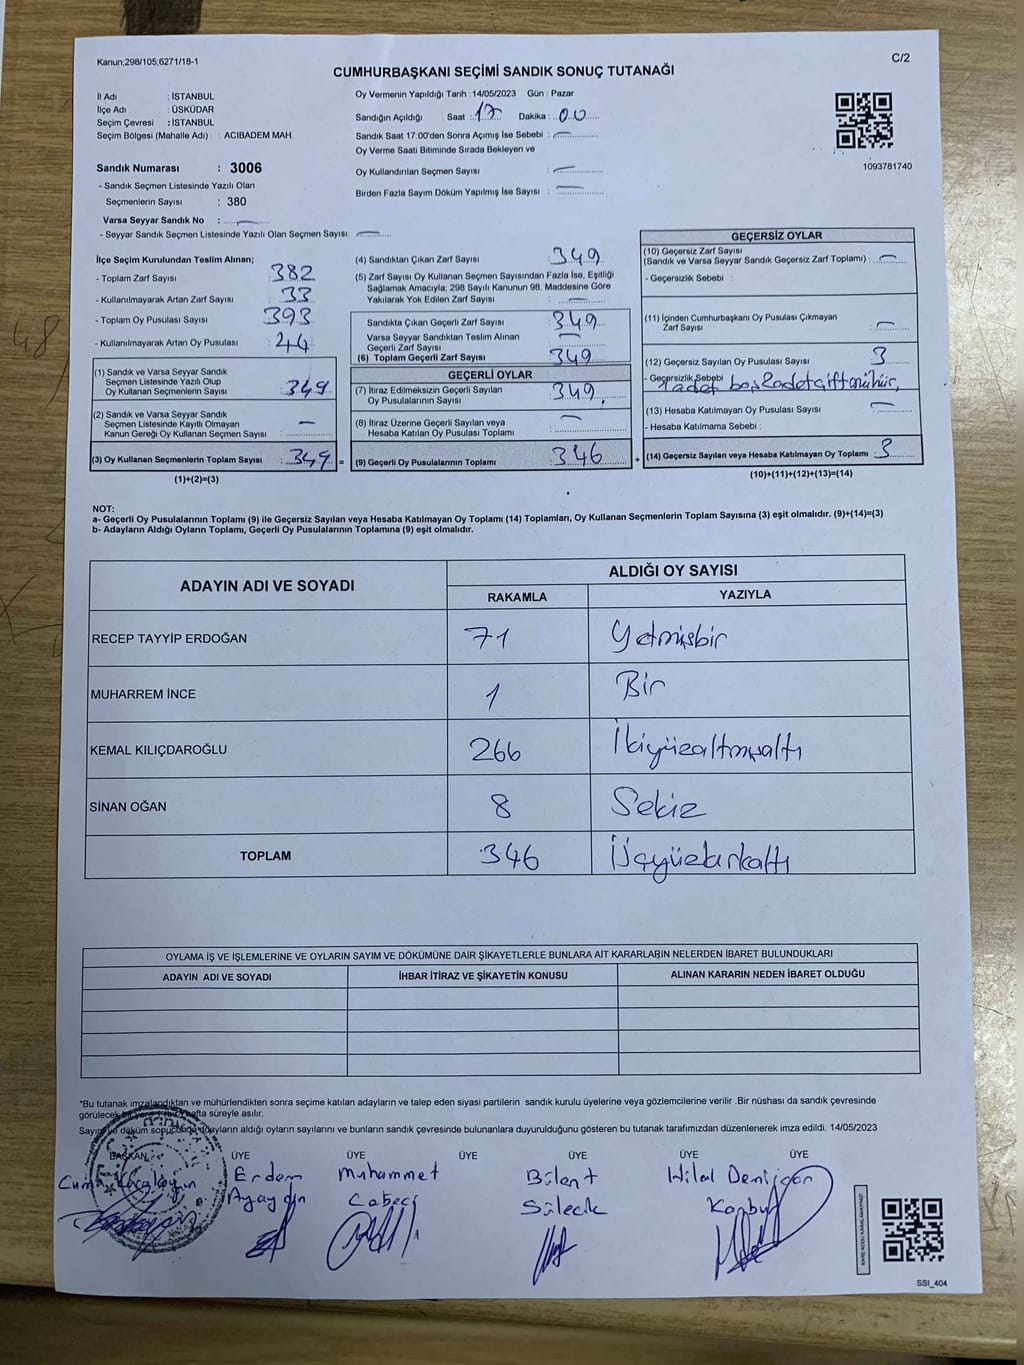 Kanun;298/105,6271/18-1
C/2
CUMHURBAŞKANI SEÇİMİ SANDIK SONUÇ TUTANAĞI
İl Adı : İSTANBUL
İlçe Adı : ÜSKÜDAR
Seçim Çevresi : İSTANBUL
Seçim Bölgesi (Mahalle Adı) : ACIBADEM MAH.
Oy Vermenin Yapıldığı Tarih : 14/05/2023 Gün : Pazar
Sandığın Açıldığı Saat : 17 Dakika : 00
Sandık Saat 17:00'den Sonra Açımış İse Sebebi : —
Oy Verme Saati Bitiminde Sırada Bekleyen ve
Oy Kullandırılan Seçmen Sayısı : —
Birden Fazla Sayım Döküm Yapılmış İse Sayısı : —
1093781740
Sandık Numarası : 3006
- Sandık Seçmen Listesinde Yazılı Olan
Seçmenlerin Sayısı : 380
Varsa Seyyar Sandık No : —
- Seyyar Sandık Seçmen Listesinde Yazılı Olan Seçmen Sayısı: —
İlçe Seçim Kurulundan Teslim Alınan;
- Toplam Zarf Sayısı : 382
- Kullanılmayarak Artan Zarf Sayısı : 33
- Toplam Oy Pusulası Sayısı : 393
- Kullanılmayarak Artan Oy Pusulası : 44
(1) Sandık ve Varsa Seyyar Sandık
Seçmen Listesinde Yazılı Olup
Oy Kullanan Seçmenlerin Sayısı : 349
(2) Sandık ve Varsa Seyyar Sandık
Seçmen Listesinde Kayıtlı Olmayan
Kanun Gereği Oy Kullanan Seçmen Sayısı : —
(3) Oy Kullanan Seçmenlerin Toplam Sayısı : 349 =
(1)+(2)=(3)
(4) Sandıktan Çıkan Zarf Sayısı : 349
(5) Zarf Sayısı Oy Kullanan Seçmen Sayısından Fazla İse, Eşitliği
Sağlamak Amacıyla; 298 Sayılı Kanunun 98. Maddesine Göre
Yakılarak Yok Edilen Zarf Sayısı : —
Sandıkta Çıkan Geçerli Zarf Sayısı : 349
Varsa Seyyar Sandıktan Teslim Alınan
Geçerli Zarf Sayısı : —
(6) Toplam Geçerli Zarf Sayısı 349
GEÇERLİ OYLAR
(7) İtiraz Edilmeksizin Geçerli Sayılan
Oy Pusulalarının Sayısı : 349
(8) İtiraz Üzerine Geçerli Sayılan veya
Hesaba Katılan Oy Pusulası Toplamı : —
(9) Geçerli Oy Pusulalarının Toplamı : 346 +
GEÇERSİZ OYLAR
(10) Geçersiz Zarf Sayısı
(Sandık ve Varsa Seyyar Sandık Geçersiz Zarf Toplamı) : —
- Geçersizlik Sebebi :
(11) İçinden Cumhurbaşkanı Oy Pusulası Çıkmayan
Zarf Sayısı : —
(12) Geçersiz Sayılan Oy Pusulası Sayısı : 3
- Geçersizlik Sebebi : 1 adet boş 2 adet çift mühür
(13) Hesaba Katılmayan Oy Pusulası Sayısı : —
- Hesaba Katılmama Sebebi :
(14) Geçersiz Sayılan veya Hesaba Katılmayan Oy Toplamı : 3
(10)+(11)+(12)+(13)=(14)
NOT:
a- Geçerli Oy Pusulalarının Toplamı (9) ile Geçersiz Sayılan veya Hesaba Katılmayan Oy Toplamı (14) Toplamları, Oy Kullanan Seçmenlerin Toplam Sayısına (3) eşit olmalıdır. (9)+(14)=(3)
b- Adayların Aldığı Oyların Toplamı, Geçerli Oy Pusulalarının Toplamına (9) eşit olmalıdır.
ADAYIN ADI VE SOYADI ALDIĞI OY SAYISI
RAKAMLA YAZIYLA
RECEP TAYYİP ERDOĞAN 71 Yetmişbir
MUHARREM İNCE 1 Bir
KEMAL KILIÇDAROĞLU 266 İkiyüzaltmışaltı
SİNAN OĞAN 8 Sekiz
TOPLAM 346 Üçyüzkırkaltı
OYLAMA İŞ VE İŞLEMLERİNE VE OYLARIN SAYIM VE DÖKÜMÜNE DAİR ŞİKAYETLERLE BUNLARA AİT KARARLARIN NELERDEN İBARET BULUNDUKLARI
ADAYIN ADI VE SOYADI İHBAR İTİRAZ VE ŞİKAYETİN KONUSU ALINAN KARARIN NEDEN İBARET OLDUĞU
*Bu tutanak imzalandıktan ve mühürlendikten sonra seçime katılan adayların ve talep eden siyasi partilerin sandık kurulu üyelerine veya gözlemcilerine verilir .Bir nüshası da sandık çevresinde
görülecek bir yere 1 hafta süreyle asılır.
Sayım ve döküm sonucunda adayların aldığı oyların sayılarını ve bunların sandık çevresinde bulunanlara duyurulduğunu gösteren bu tutanak tarafımızdan düzenlenerek imza edildi. 14/05/2023
BAŞKAN ÜYE ÜYE ÜYE ÜYE ÜYE ÜYE
Erdem Muhammet Bülent Hilal
SSI_404